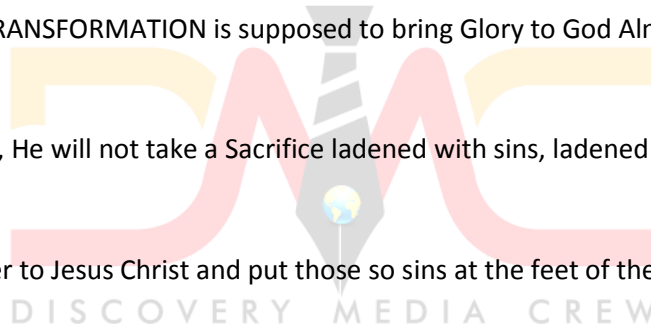 RANSFORMATION is supposed to bring Glory to God
, He will not take a Sacrifice ladened with sins, ladened
er to Jesus Christ and put those so sins at the feet of the
DISCOVERY MEDIA CREW